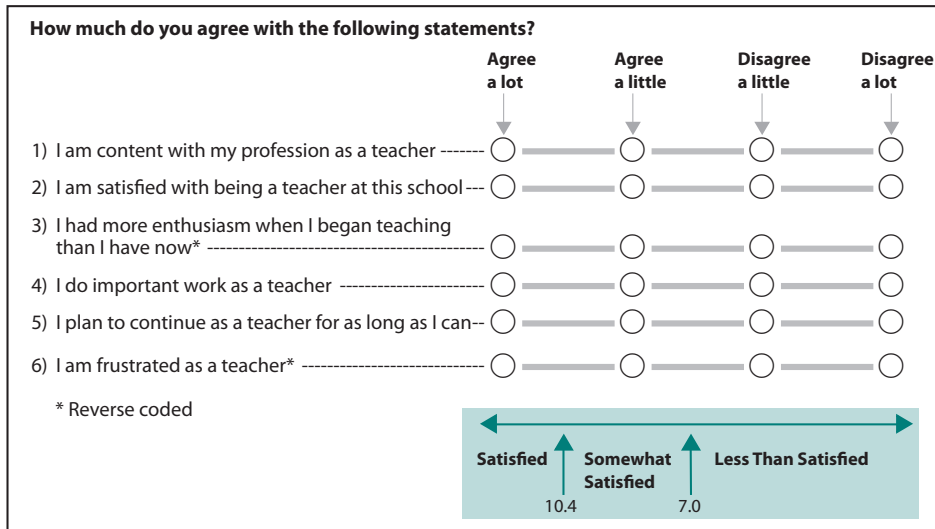 How much do you agree with the following statements?
Agree a lot
Agree a little
Disagree a little
Disagree a lot
1) I am content with my profession as a teacher
2) I am satisfied with being a teacher at this school
3) I had more enthusiasm when I began teaching
than I have now*
4) I do important work as a teacher
5) I plan to continue as a teacher for as long as I can
6) I am frustrated as a teacher*
* Reverse coded
Satisfied
Somewhat
Satisfied
Less Than Satisfied
10.4
7.0